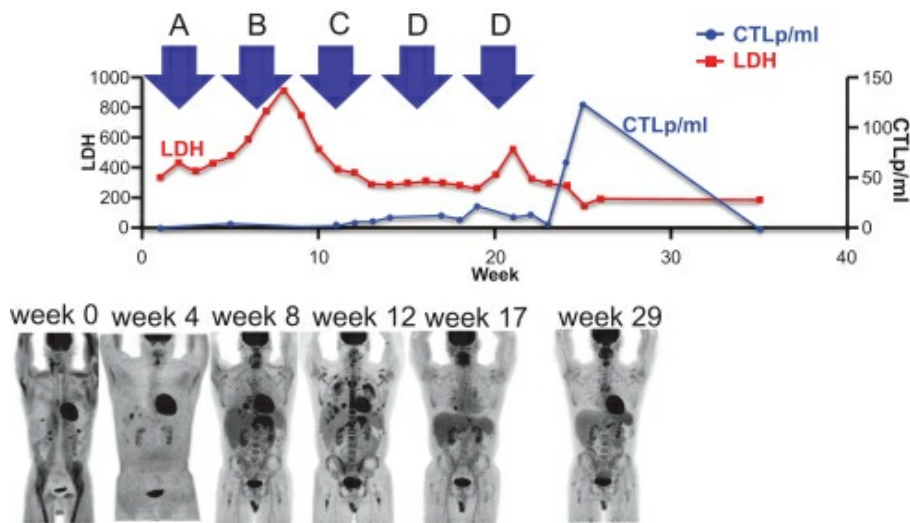 A B C D D
CTLp/ml
LDH
1000 150
800
600 100
400 50
200
0 0
LDH
CTLp/ml
LDH
CTLp/ml
0 10 20 30 40
Week
week 0 week 4 week 8 week 12 week 17 week 29